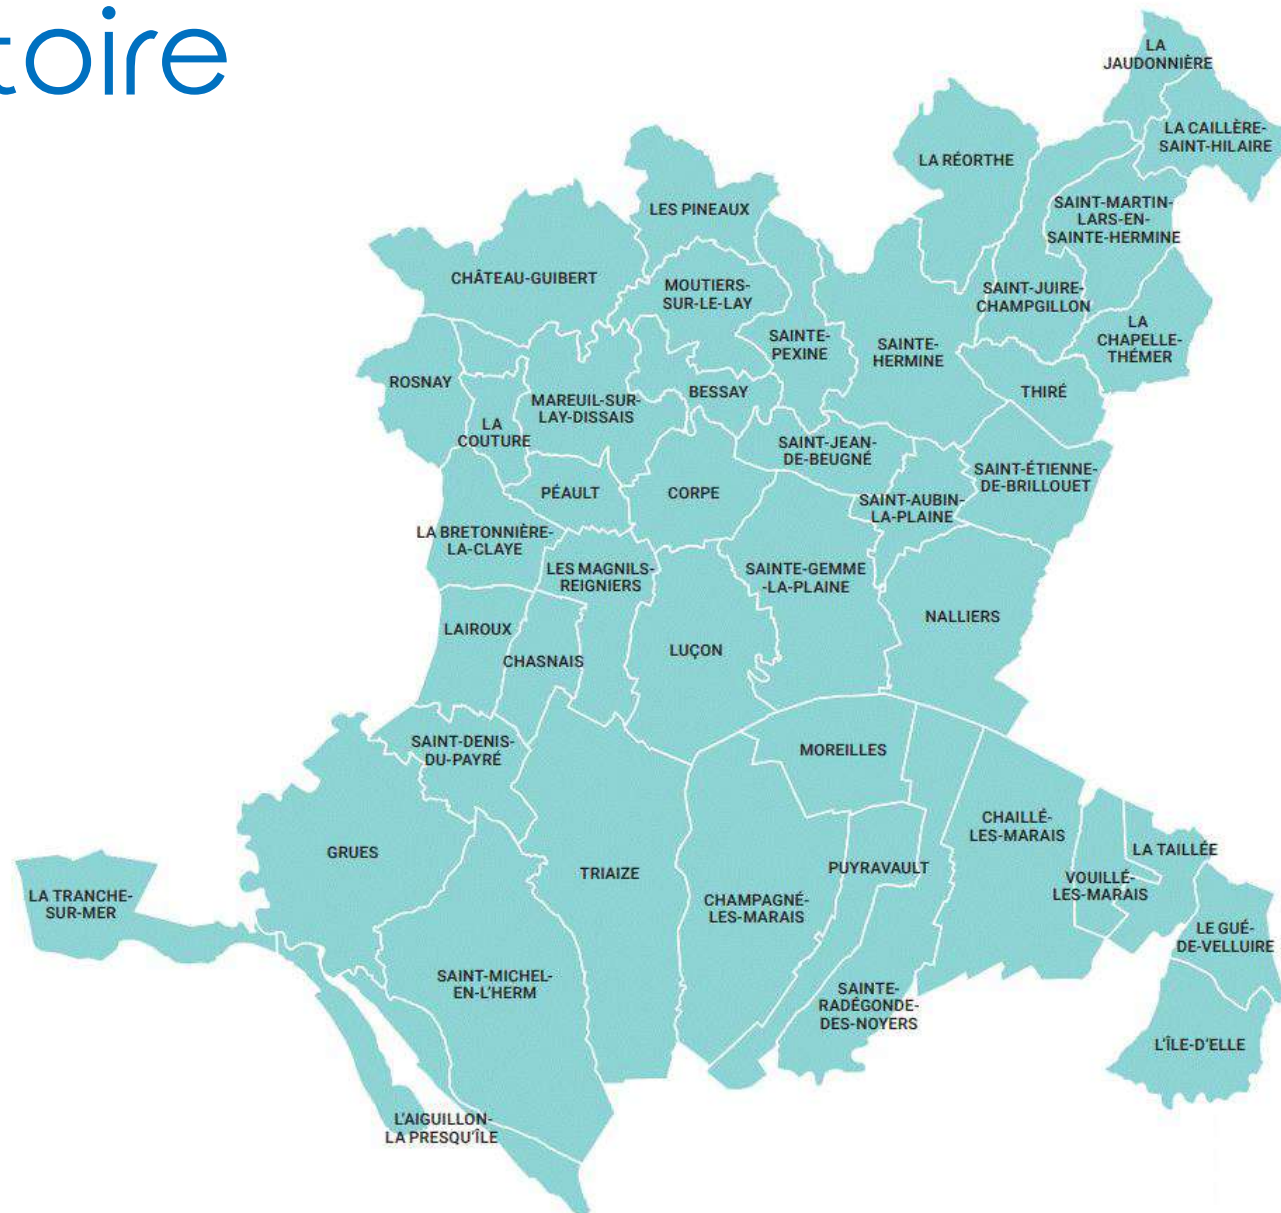 toire
LA
JAUDONNIÈRE
LA CAILLÈRE-
SAINT-HILAIRE
LA RÉORTHE
LES PINEAUX
SAINT-MARTIN-
LARS-EN-
SAINTE-HERMINE
CHÂTEAU-GUIBERT
MOUTIERS-
SUR-LE-LAY
SAINT-JUIRE-
CHAMPGILLON
SAINTE-
PEXINE
SAINTE-
HERMINE
LA
CHAPELLE-
THÉMER
ROSNAY
BESSAY
THIRÉ
MAREUIL-SUR-
LAY-DISSAIS
LA
COUTURE
SAINT-JEAN-
DE-BEUGNÉ
SAINT-ÉTIENNE-
DE-BRILLOUET
PÉAULT
CORPE
SAINT-AUBIN-
LA-PLAINE
LA BRETONNIÈRE-
LA-CLAYE
LES MAGNILS-
REIGNIERS
SAINTE-GEMME
-LA-PLAINE
NALLIERS
LAIROUX
CHASNAIS
LUÇON
SAINT-DENIS-
DU-PAYRÉ
MOREILLES
CHAILLÉ-
LES-MARAIS
GRUES
TRIAIZE
PUYRAVAULT
LA TAILLÉE
VOUILLÉ-
LES-MARAIS
LA TRANCHE-
SUR-MER
CHAMPAGNÉ-
LES-MARAIS
LE GUÉ-
DE-VELLUIRE
SAINT-MICHEL-
EN-L'HERM
SAINTE-
RADÉGONDE-
DES-NOYERS
L'ÎLE-D'ELLE
L'AIGUILLON-
LA PRESQU'ÎLE